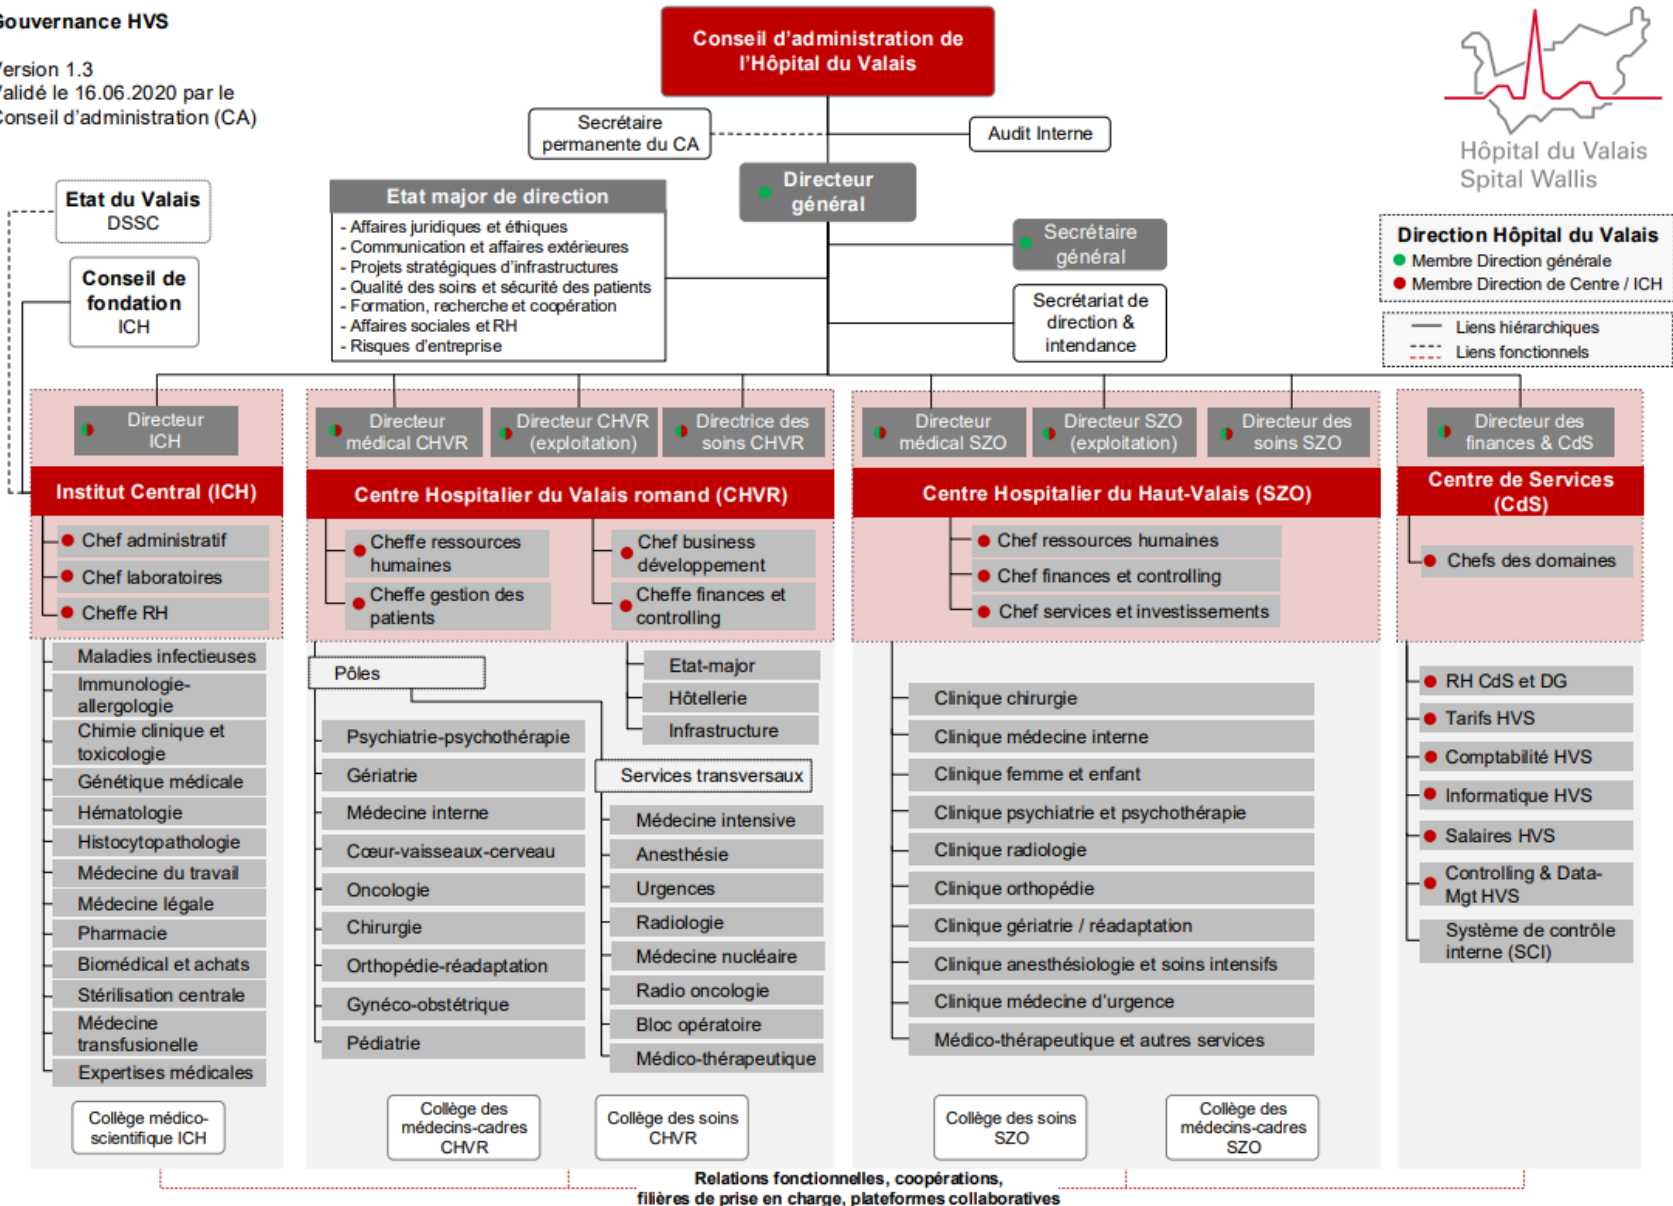 Gouvernance HVS
Version 1.3
Validé le 16.06.2020 par le
Conseil d'administration (CA)
Conseil d'administration de
l'Hôpital du Valais
Secrétaire
permanente du CA
Audit Interne
Hôpital du Valais
Spital Wallis
Directeur
général
Etat du Valais
DSSC
Conseil de
fondation
ICH
Etat major de direction
- Affaires juridiques et éthiques
- Communication et affaires extérieures
- Projets stratégiques d'infrastructures
- Qualité des soins et sécurité des patients
- Formation, recherche et coopération
- Affaires sociales et RH
- Risques d'entreprise
Secrétaire
général
Secrétariat de
direction &
intendance
Direction Hôpital du Valais
Membre Direction générale
Membre Direction de Centre / ICH
Liens hiérarchiques
Liens fonctionnels
Directeur
ICH
Institut Central (ICH)
Chef administratif
Chef laboratoires
Cheffe RH
Maladies infectieuses
Immunologie-
allergologie
Chimie clinique et
toxicologie
Génétique médicale
Hématologie
Histocytopathologie
Médecine du travail
Médecine légale
Pharmacie
Biomédical et achats
Stérilisation centrale
Médecine
transfusionelle
Expertises médicales
Collège médico-
scientifique ICH
Directeur
médical CHVR
Directeur CHVR
(exploitation)
Directrice des
soins CHVR
Centre Hospitalier du Valais romand (CHVR)
Cheffe ressources
humaines
Cheffe gestion des
patients
Chef business
développement
Cheffe finances et
controlling
Pôles
Psychiatrie-psychothérapie
Gériatrie
Médecine interne
Cœur-vaisseaux-cerveau
Oncologie
Chirurgie
Orthopédie-réadaptation
Gynéco-obstétrique
Pédiatrie
Etat-major
Hôtellerie
Infrastructure
Services transversaux
Médecine intensive
Anesthésie
Urgences
Radiologie
Médecine nucléaire
Radio oncologie
Bloc opératoire
Médico-thérapeutique
Collège des
médecins-cadres
CHVR
Collège des soins
CHVR
Directeur
médical SZO
Directeur SZO
(exploitation)
Directeur des
soins SZO
Centre Hospitalier du Haut-Valais (SZO)
Chef ressources humaines
Chef finances et controlling
Chef services et investissements
Clinique chirurgie
Clinique médecine interne
Clinique femme et enfant
Clinique psychiatrie et psychothérapie
Clinique radiologie
Clinique orthopédie
Clinique gériatrie / réadaptation
Clinique anesthésiologie et soins intensifs
Clinique médecine d'urgence
Médico-thérapeutique et autres services
Collège des soins
SZO
Collège des
médecins-cadres
SZO
Directeur des
finances & CdS
Centre de Services
(CdS)
Chefs des domaines
RH CdS et DG
Tarifs HVS
Comptabilité HVS
Informatique HVS
Salaires HVS
Controlling & Data-
Mgt HVS
Système de contrôle
interne (SCI)
Relations fonctionnelles, coopérations,
filières de prise en charge, plateformes collaboratives